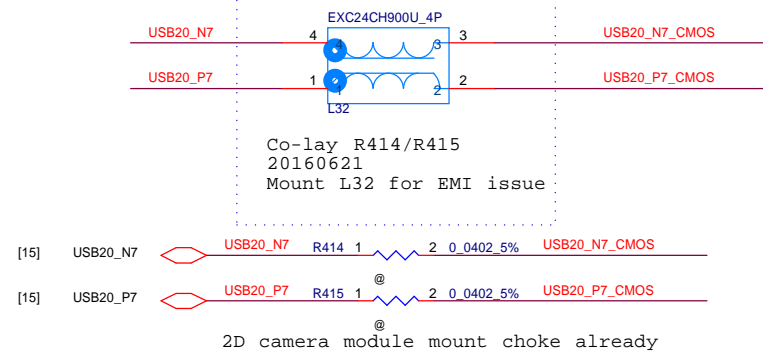 EXC24CH900U_4P
USB20_N7 4 4 3 3 USB20_N7_CMOS
USB20_P7 1 1 2 2 USB20_P7_CMOS
L32
Co-lay R414/R415
20160621
Mount L32 for EMI issue
[15] USB20_N7 USB20_N7 R414 1 2 0_0402_5% USB20_N7_CMOS
@
[15] USB20_P7 USB20_P7 R415 1 2 0_0402_5% USB20_P7_CMOS
@
2D camera module mount choke already